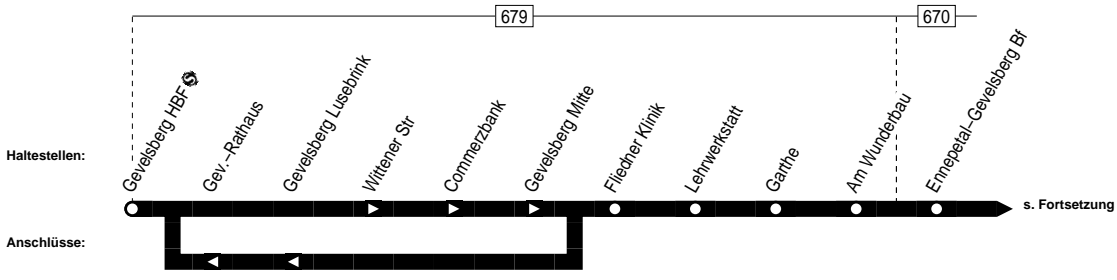 679
670
Gevelsberg HBF S
Gev.–Rathaus
Gevelsberg Lusebrink
Wittener Str
Commerzbank
Gevelsberg Mitte
Fliedner Klinik
Lehrwerkstatt
Garthe
Am Wunderbau
Ennepetal–Gevelsberg Bf
Haltestellen:
s. Fortsetzung
Anschlüsse: